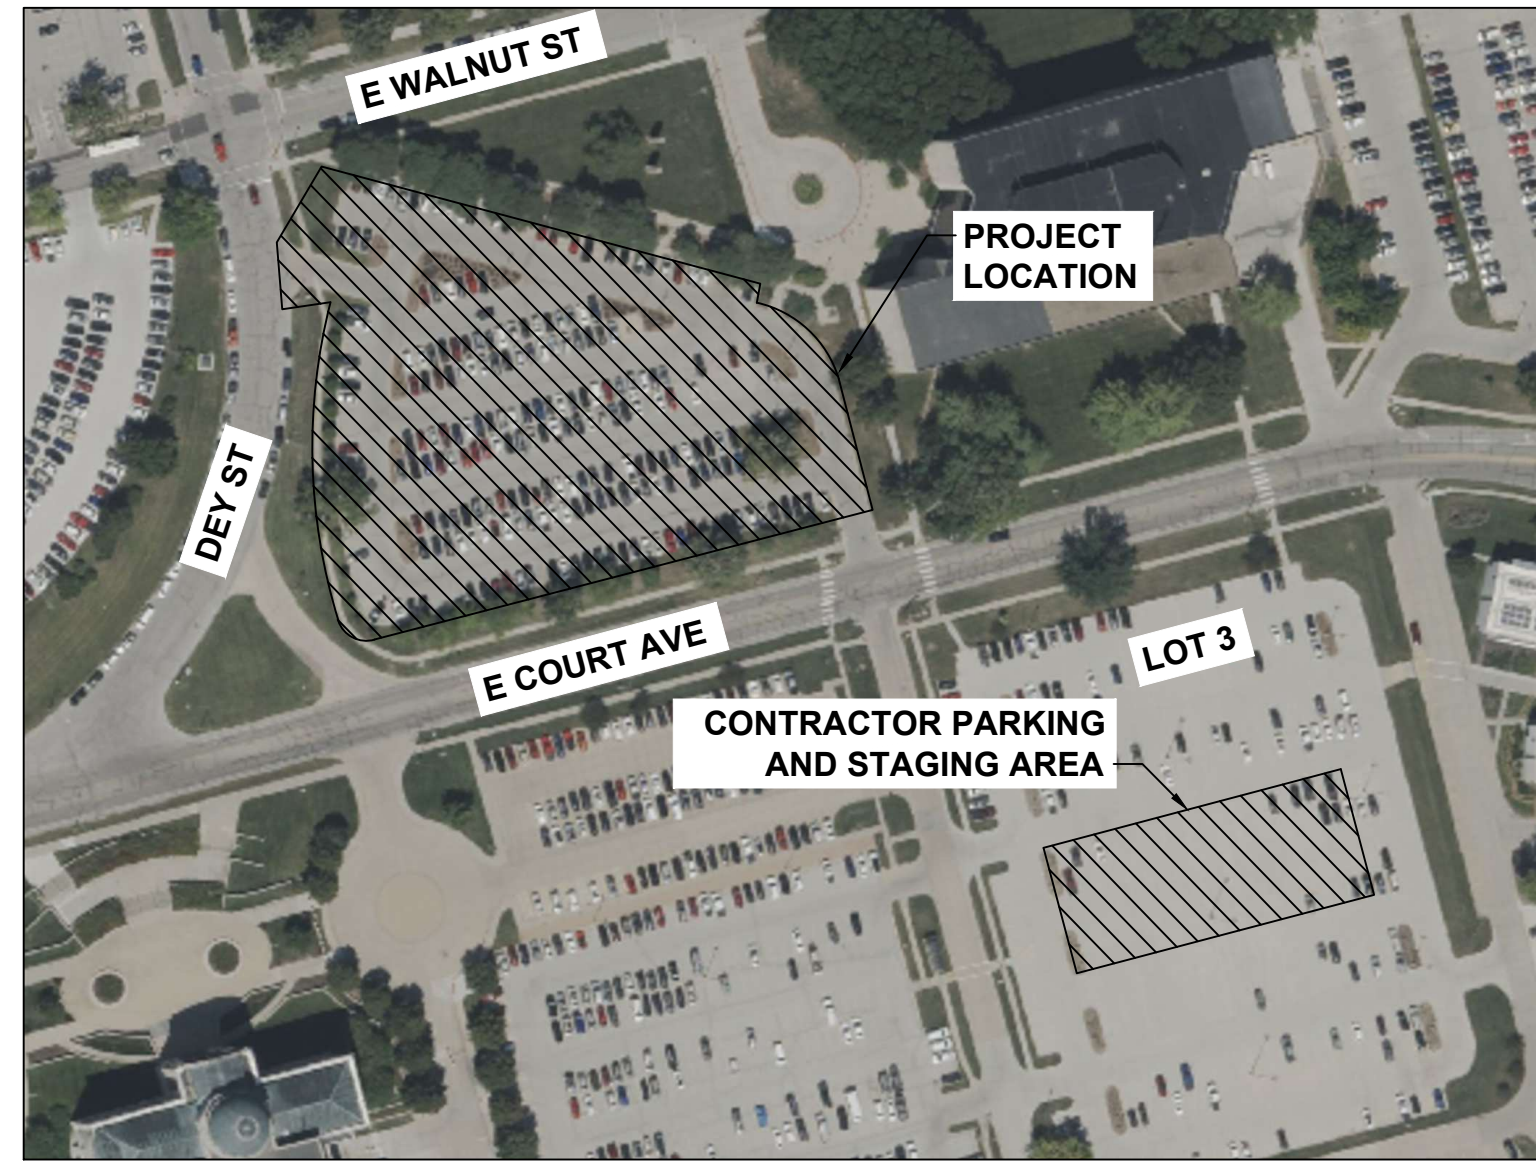 E WALNUT ST
PROJECT
LOCATION
DEY ST
E COURT AVE
LOT 3
CONTRACTOR PARKING
AND STAGING AREA